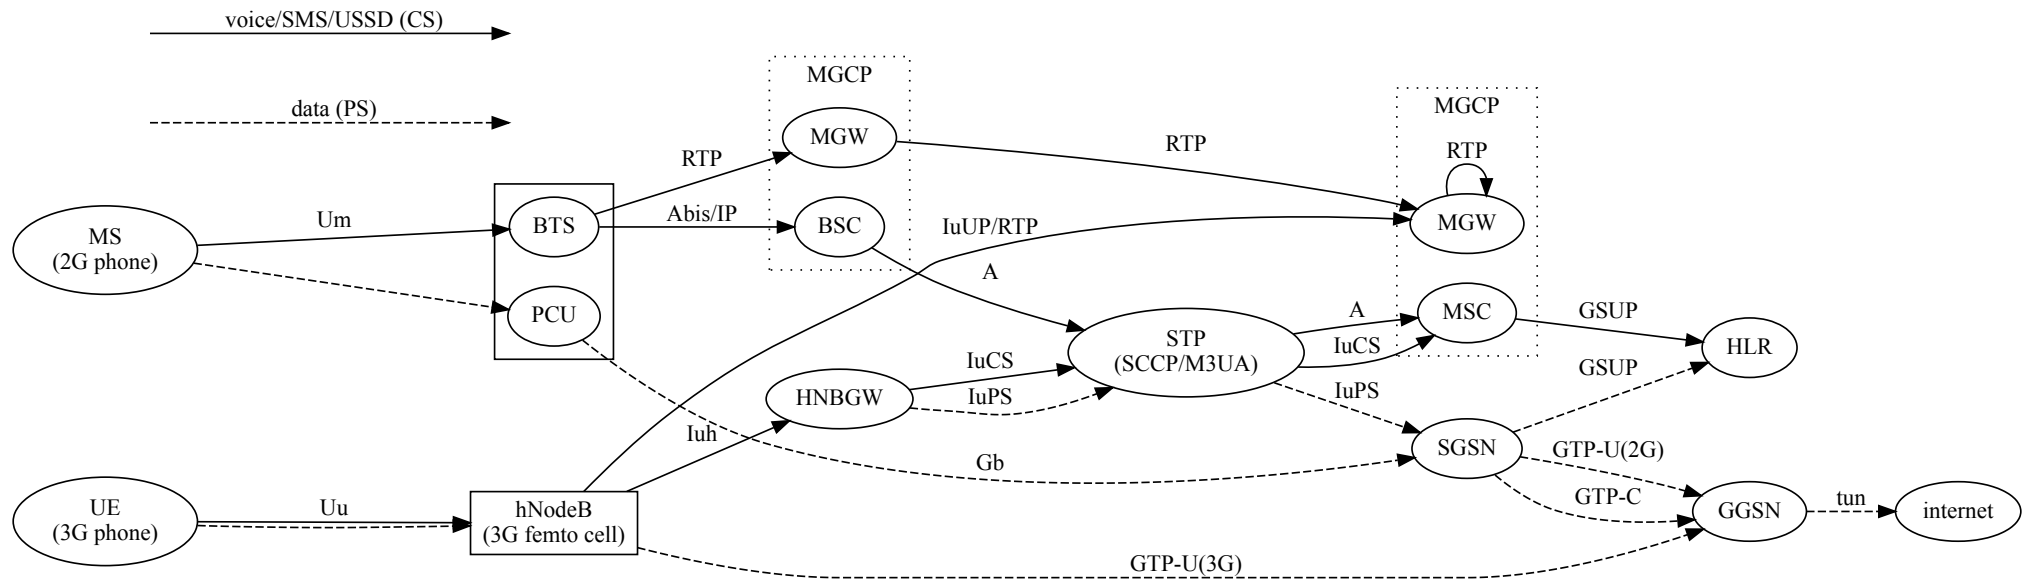 voice/SMS/USSD (CS)
data (PS)
MGCP
MGW
MGCP
RTP
RTP
RTP
MS
(2G phone)
Um
BTS
Abis/IP
BSC
IuUP/RTP
MGW
A
PCU
STP
(SCCP/M3UA)
A
MSC
GSUP
IuCS
HLR
HNBGW
IuCS
IuPS
IuPS
GSUP
Iuh
Gb
SGSN
GTP-U(2G)
GTP-C
UE
(3G phone)
Uu
hNodeB
(3G femto cell)
GTP-U(3G)
GGSN
tun
internet